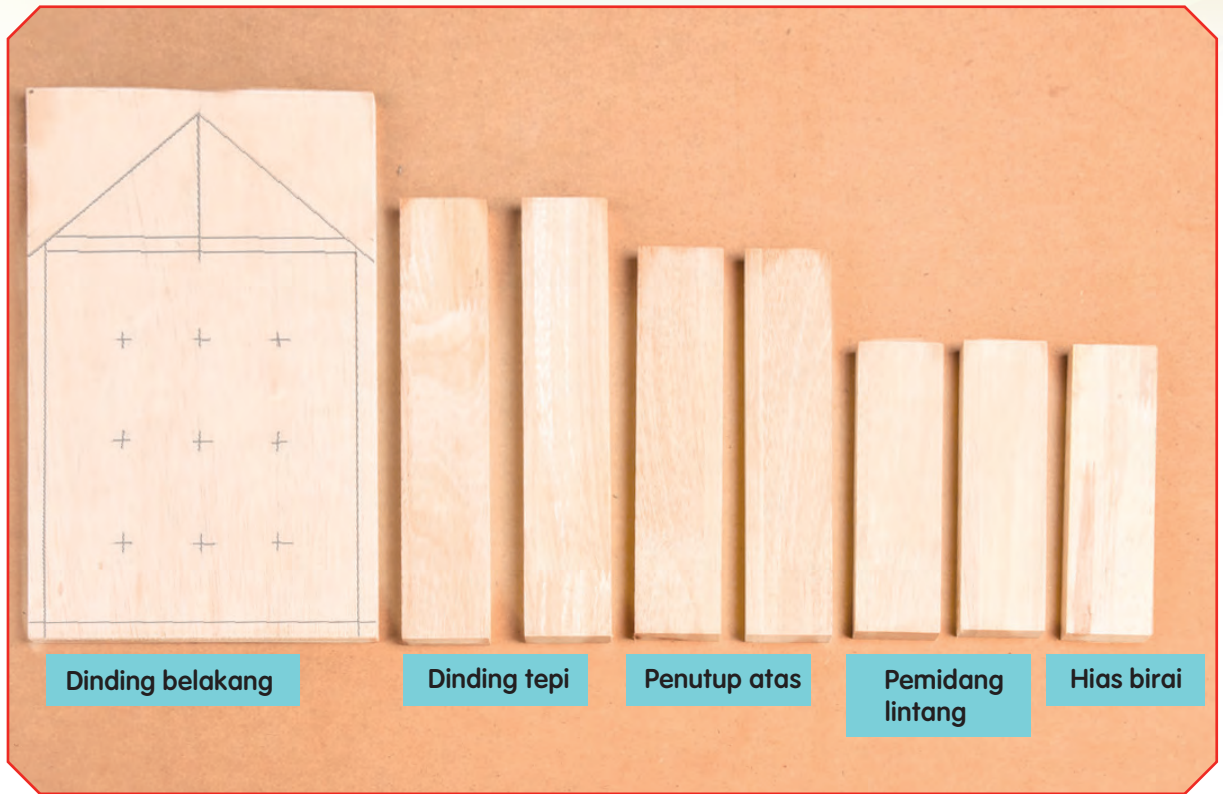 Dinding belakang
Dinding tepi
Penutup atas
Pemidang
lintang
Hias birai